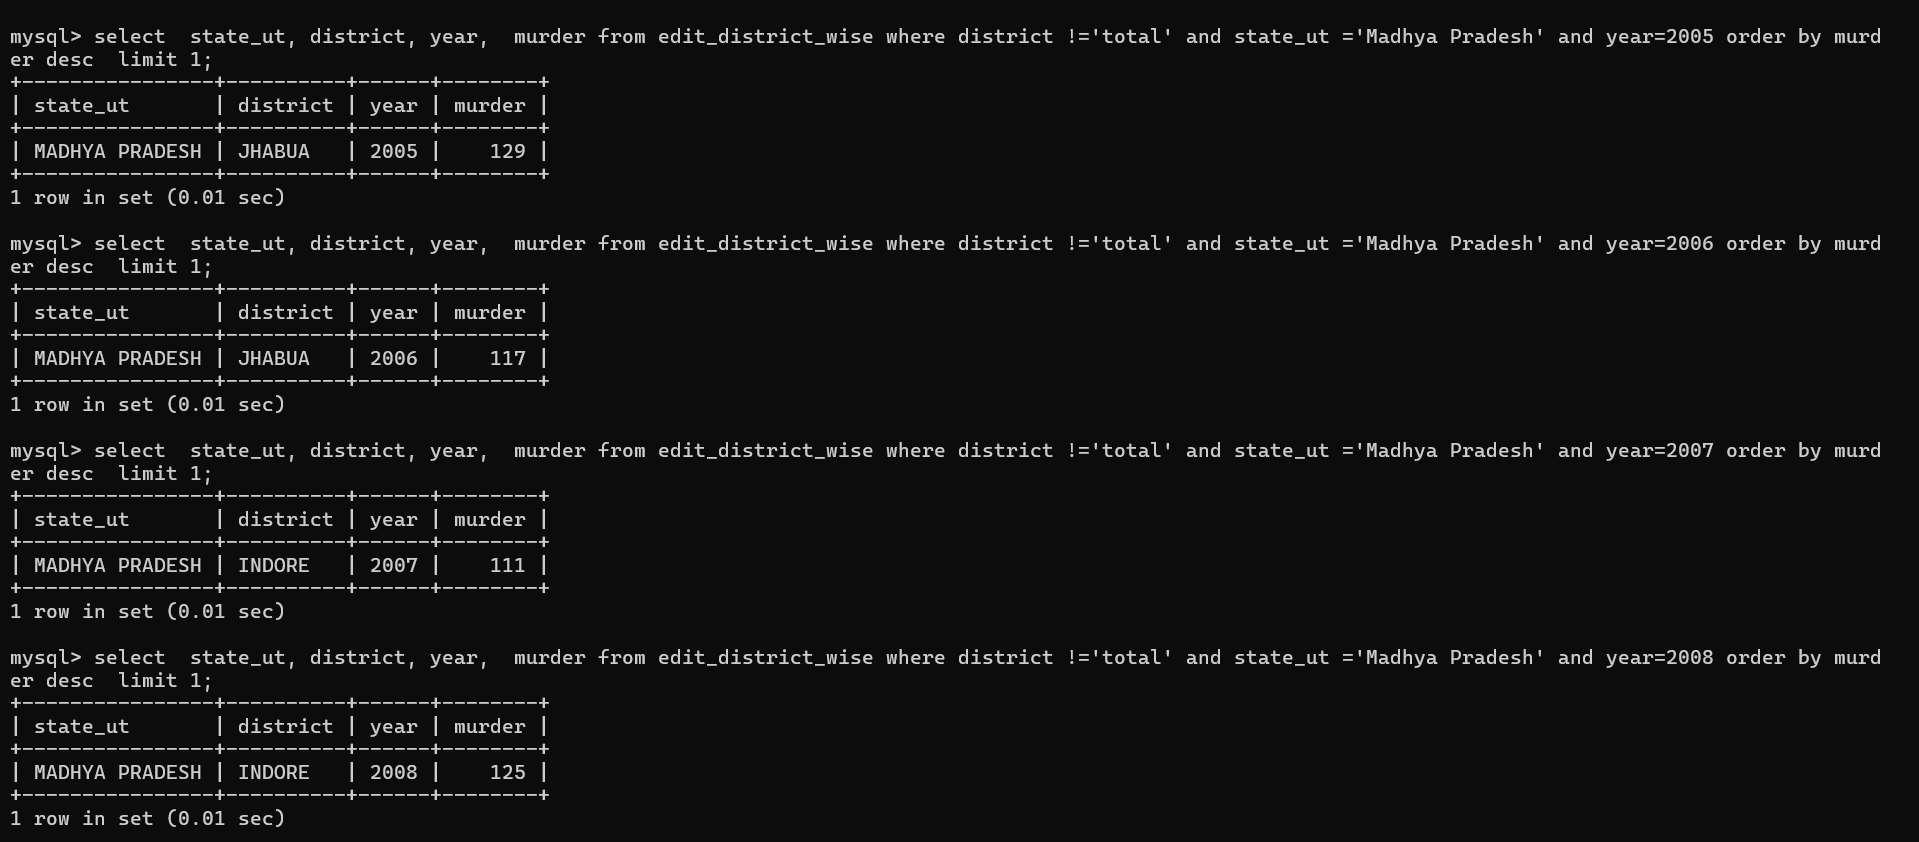 mysql> select  state_ut, district, year,  murder from edit_district_wise where district !='total' and state_ut ='Madhya Pradesh' and year=2005 order by murd
er desc  limit 1;
+----------------+----------+------+--------+
| state_ut       | district | year | murder |
+----------------+----------+------+--------+
| MADHYA PRADESH | JHABUA   | 2005 |    129 |
+----------------+----------+------+--------+
1 row in set (0.01 sec)
mysql> select  state_ut, district, year,  murder from edit_district_wise where district !='total' and state_ut ='Madhya Pradesh' and year=2006 order by murd
er desc  limit 1;
+----------------+----------+------+--------+
| state_ut       | district | year | murder |
+----------------+----------+------+--------+
| MADHYA PRADESH | JHABUA   | 2006 |    117 |
+----------------+----------+------+--------+
1 row in set (0.01 sec)
mysql> select  state_ut, district, year,  murder from edit_district_wise where district !='total' and state_ut ='Madhya Pradesh' and year=2007 order by murd
er desc  limit 1;
+----------------+----------+------+--------+
| state_ut       | district | year | murder |
+----------------+----------+------+--------+
| MADHYA PRADESH | INDORE   | 2007 |    111 |
+----------------+----------+------+--------+
1 row in set (0.01 sec)
mysql> select  state_ut, district, year,  murder from edit_district_wise where district !='total' and state_ut ='Madhya Pradesh' and year=2008 order by murd
er desc  limit 1;
+----------------+----------+------+--------+
| state_ut       | district | year | murder |
+----------------+----------+------+--------+
| MADHYA PRADESH | INDORE   | 2008 |    125 |
+----------------+----------+------+--------+
1 row in set (0.01 sec)